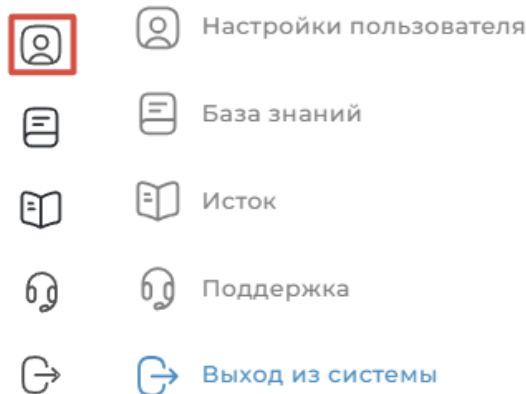 Настройки пользователя
База знаний
Исток
Поддержка
Выход из системы